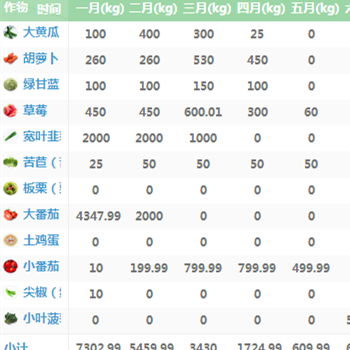 作物 时间 一月(kg) 二月(kg) 三月(kg) 四月(kg) 五月(kg)
大黄瓜 100 400 300 25 0
胡萝卜 260 260 530 450 0
绿甘蓝 100 100 150 100 0
草莓 450 450 600.01 300 60
宽叶韭 2000 2000 1000 0 0
苦苣 25 50 50 50 50
板栗 0 0 0 0 0
大番茄 4347.99 2000 0 0 0
土鸡蛋 0 0 0 0 0
小番茄 10 199.99 799.99 799.99 499.99
尖椒 10 0 0 0 0
小叶菠 0 0 0 0 0
小计 7302.99 5459.99 3430 1724.99 609.99